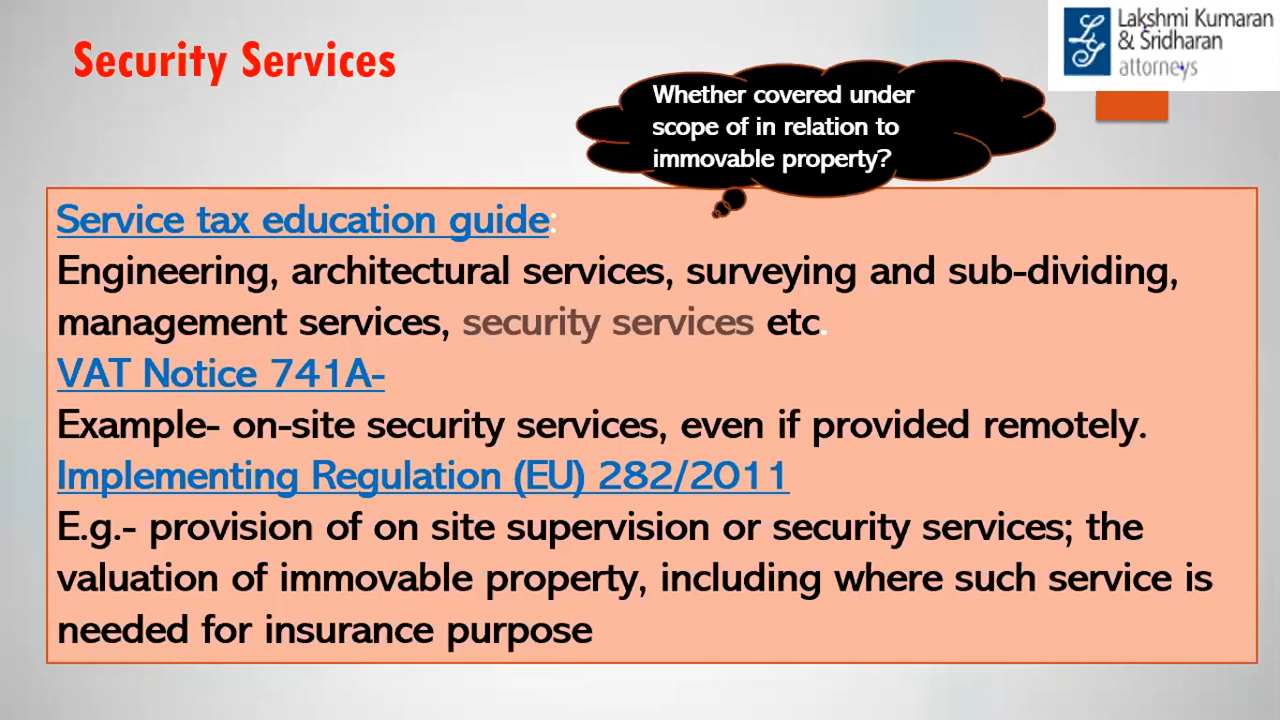 Security Services
Lakshmi Kumaran
& Sridharan
attorneys
Whether covered under
scope of in relation to
immovable property?
Service tax education guide:
Engineering, architectural services, surveying and sub-dividing,
management services, security services etc.
VAT Notice 741A-
Example- on-site security services, even if provided remotely.
Implementing Regulation (EU) 282/2011
E.g.- provision of on site supervision or security services; the
valuation of immovable property, including where such service is
needed for insurance purpose